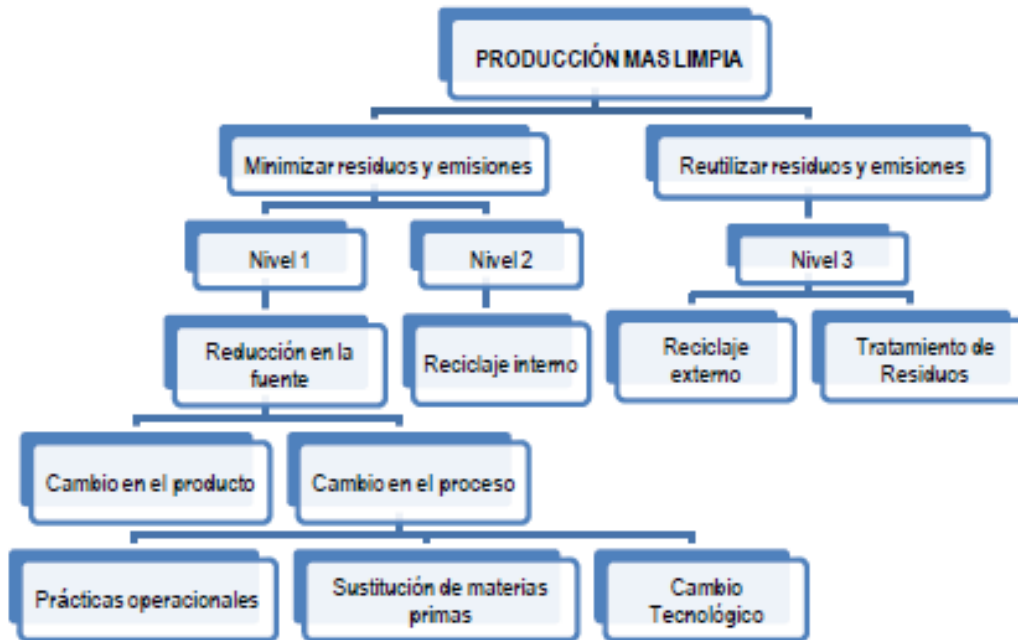 PRODUCCIÓN MAS LIMPIA
Minimizar residuos y emisiones
Reutilizar residuos y emisiones
Nivel 1
Nivel 2
Nivel 3
Reducción en la
fuente
Reciclaje interno
Reciclaje
externo
Tratamiento de
Residuos
Cambio en el producto
Cambio en el proceso
Prácticas operacionales
Sustitución de materias
primas
Cambio
Tecnológico